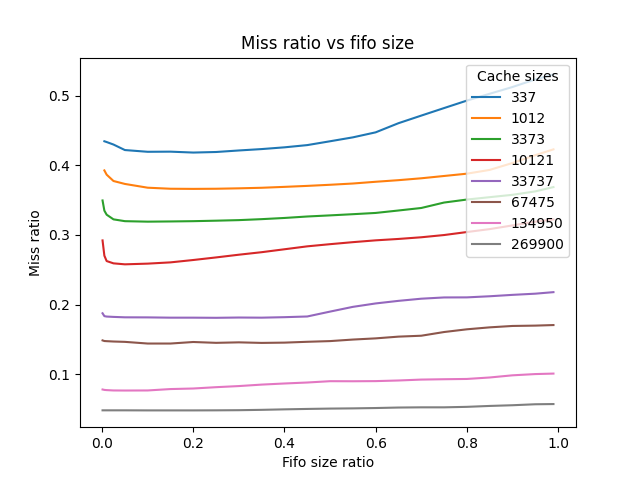 Miss ratio vs fifo size
Cache sizes
337
1012
3373
10121
33737
67475
134950
269900
0.5
0.4
0.3
0.2
0.1
Miss ratio
0.0 0.2 0.4 0.6 0.8 1.0
Fifo size ratio